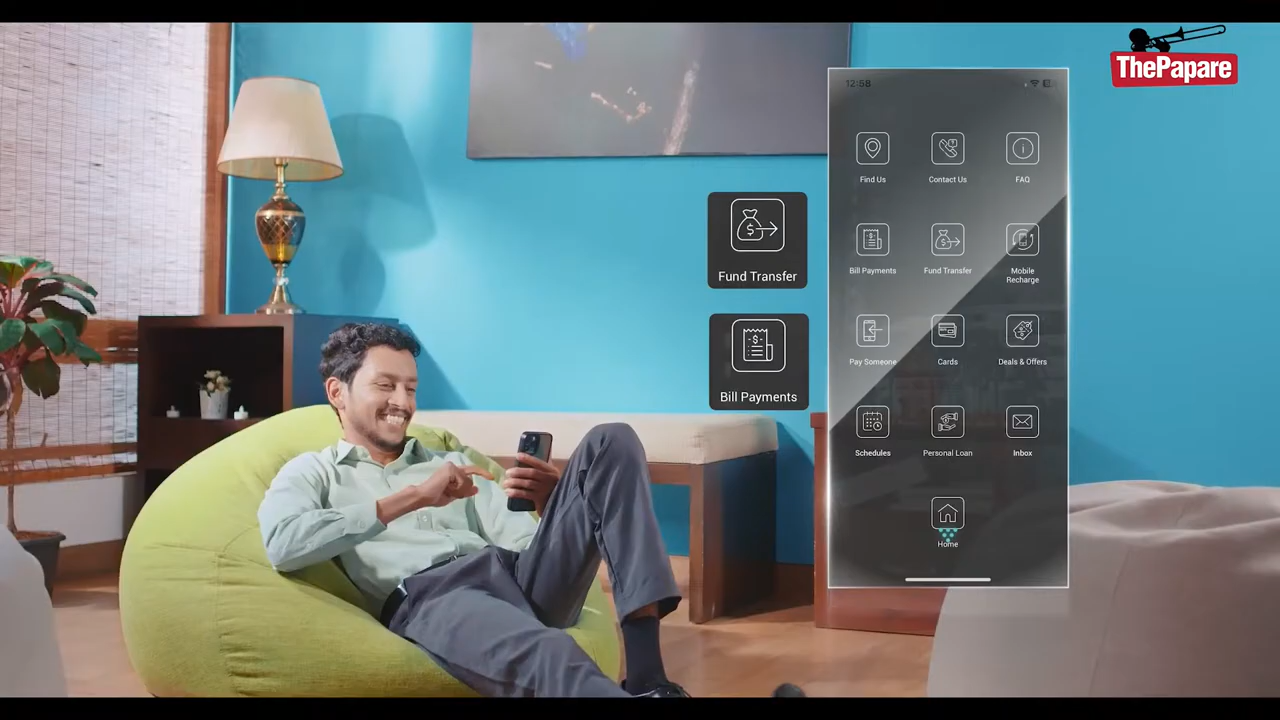 ThePapare
12:58
Find Us
Contact Us
FAQ
Fund Transfer
Bill Payments
Fund Transfer
Mobile
Recharge
Bill Payments
Pay Someone
Cards
Deals & Offers
Schedules
Personal Loan
Inbox
Home